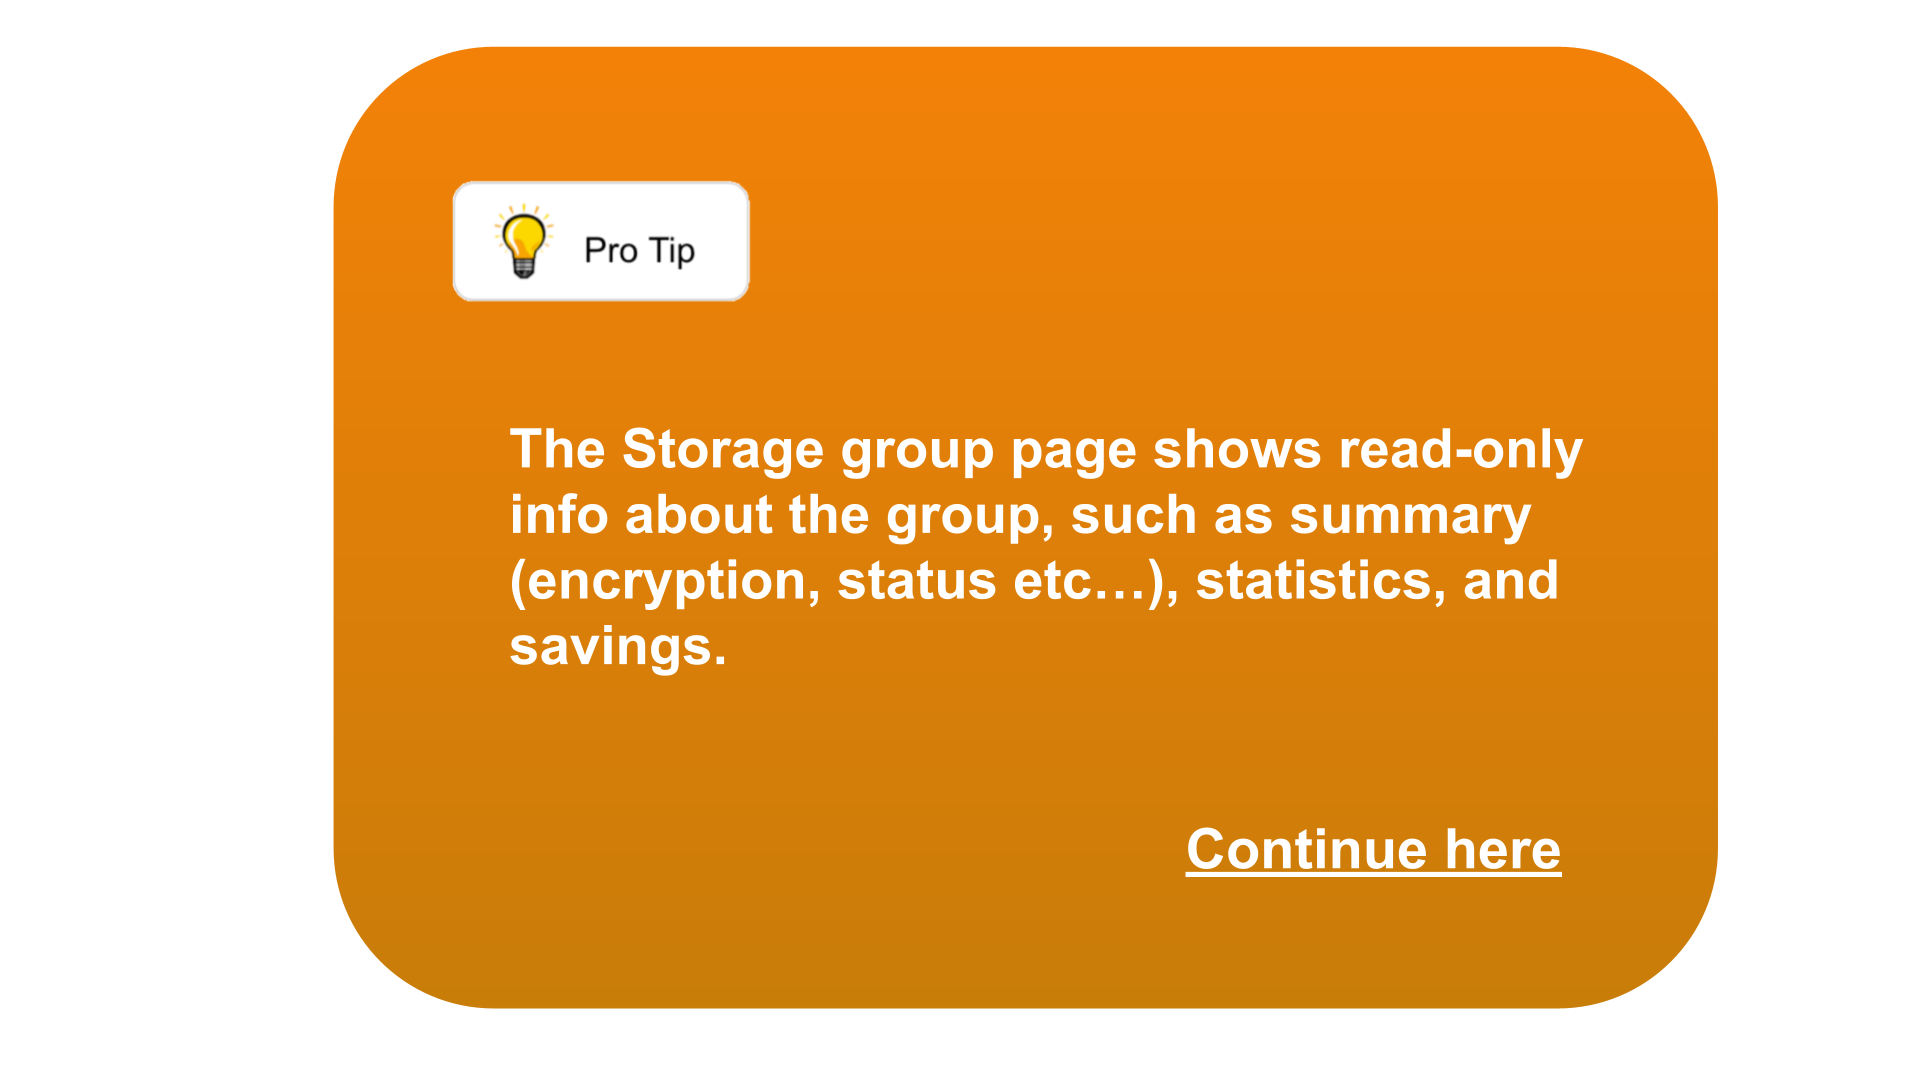 Pro Tip
The Storage group page shows read-only
info about the group, such as summary
(encryption, status etc…), statistics, and
savings.
Continue here